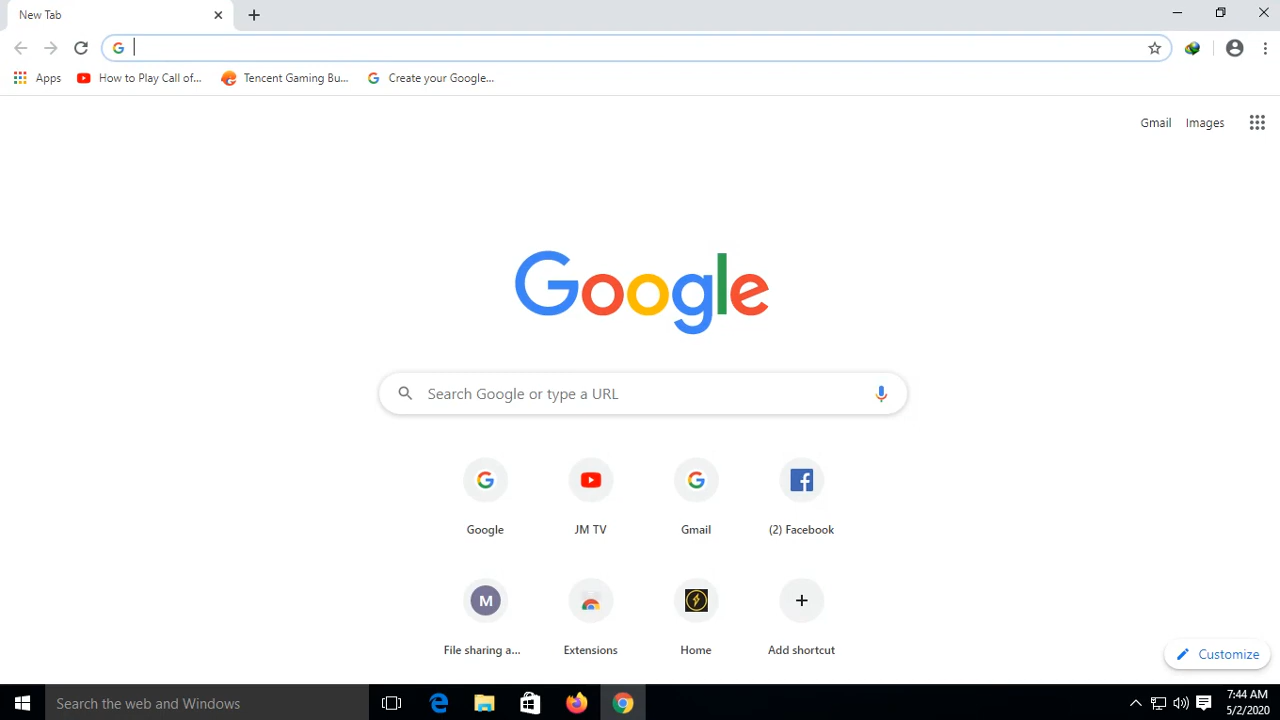 New Tab
Apps How to Play Call of... Tencent Gaming Bu... Create your Google...
Gmail Images
Google
Search Google or type a URL
Google JM TV Gmail (2) Facebook
M
File sharing a... Extensions Home Add shortcut
Customize
Search the web and Windows
7:44 AM
5/2/2020